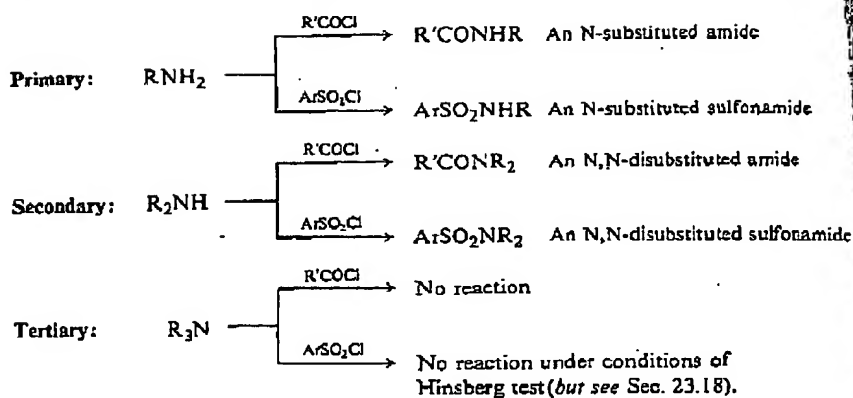 R'COCl
R'CONHR An N-substituted amide
Primary: RNH₂
ArSO₂Cl
ArSO₂NHR An N-substituted sulfonamide
R'COCl
R'CONR₂ An N,N-disubstituted amide
Secondary: R₂NH
ArSO₂Cl
ArSO₂NR₂ An N,N-disubstituted sulfonamide
R'COCl
No reaction
Tertiary: R₃N
ArSO₂Cl
No reaction under conditions of
Hinsberg test (but see Sec. 23.18).